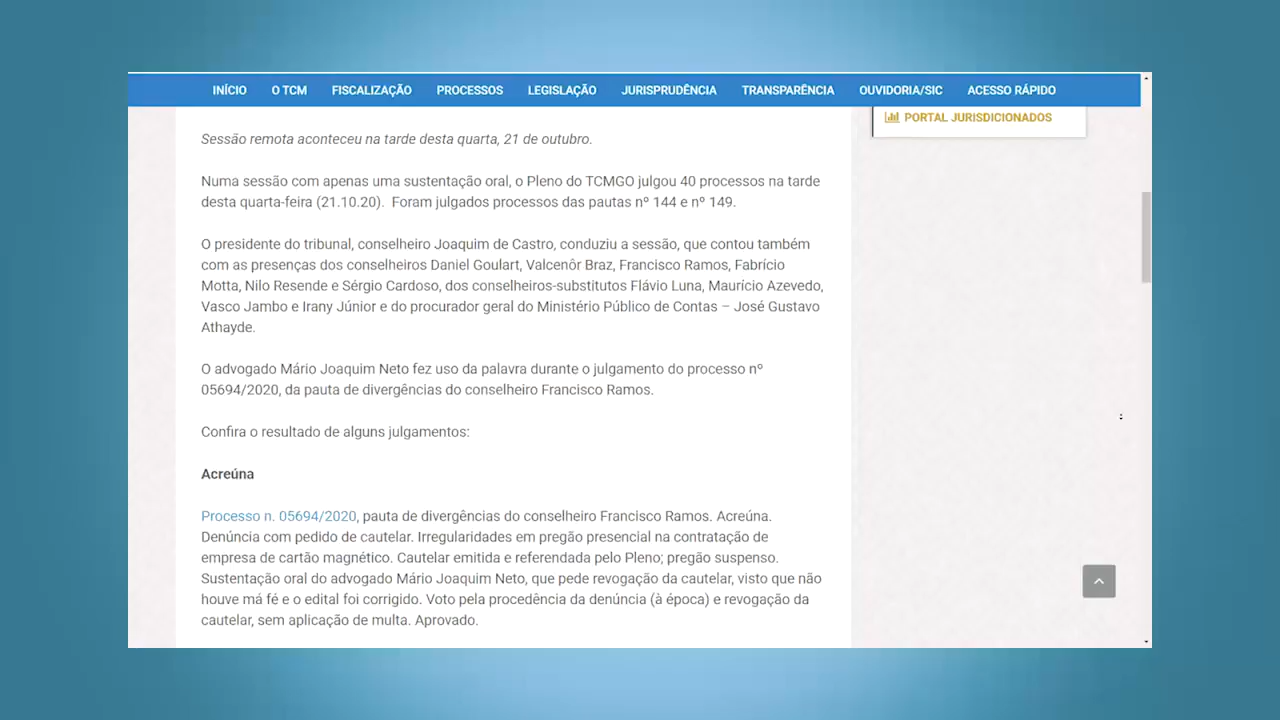 INÍCIO O TCM FISCALIZAÇÃO PROCESSOS LEGISLAÇÃO JURISPRUDÊNCIA TRANSPARÊNCIA OUVIDORIA/SIC ACESSO RÁPIDO
PORTAL JURISDICIONADOS
Sessão remota aconteceu na tarde desta quarta, 21 de outubro.
Numa sessão com apenas uma sustentação oral, o Pleno do TCMGO julgou 40 processos na tarde
desta quarta-feira (21.10.20).  Foram julgados processos das pautas nº 144 e nº 149.
O presidente do tribunal, conselheiro Joaquim de Castro, conduziu a sessão, que contou também
com as presenças dos conselheiros Daniel Goulart, Valcenôr Braz, Francisco Ramos, Fabrício
Motta, Nilo Resende e Sérgio Cardoso, dos conselheiros-substitutos Flávio Luna, Maurício Azevedo,
Vasco Jambo e Irany Júnior e do procurador geral do Ministério Público de Contas – José Gustavo
Athayde.
O advogado Mário Joaquim Neto fez uso da palavra durante o julgamento do processo nº
05694/2020, da pauta de divergências do conselheiro Francisco Ramos.
Confira o resultado de alguns julgamentos:
Acreúna
Processo n. 05694/2020, pauta de divergências do conselheiro Francisco Ramos. Acreúna.
Denúncia com pedido de cautelar. Irregularidades em pregão presencial na contratação de
empresa de cartão magnético. Cautelar emitida e referendada pelo Pleno; pregão suspenso.
Sustentação oral do advogado Mário Joaquim Neto, que pede revogação da cautelar, visto que não
houve má fé e o edital foi corrigido. Voto pela procedência da denúncia (à época) e revogação da
cautelar, sem aplicação de multa. Aprovado.